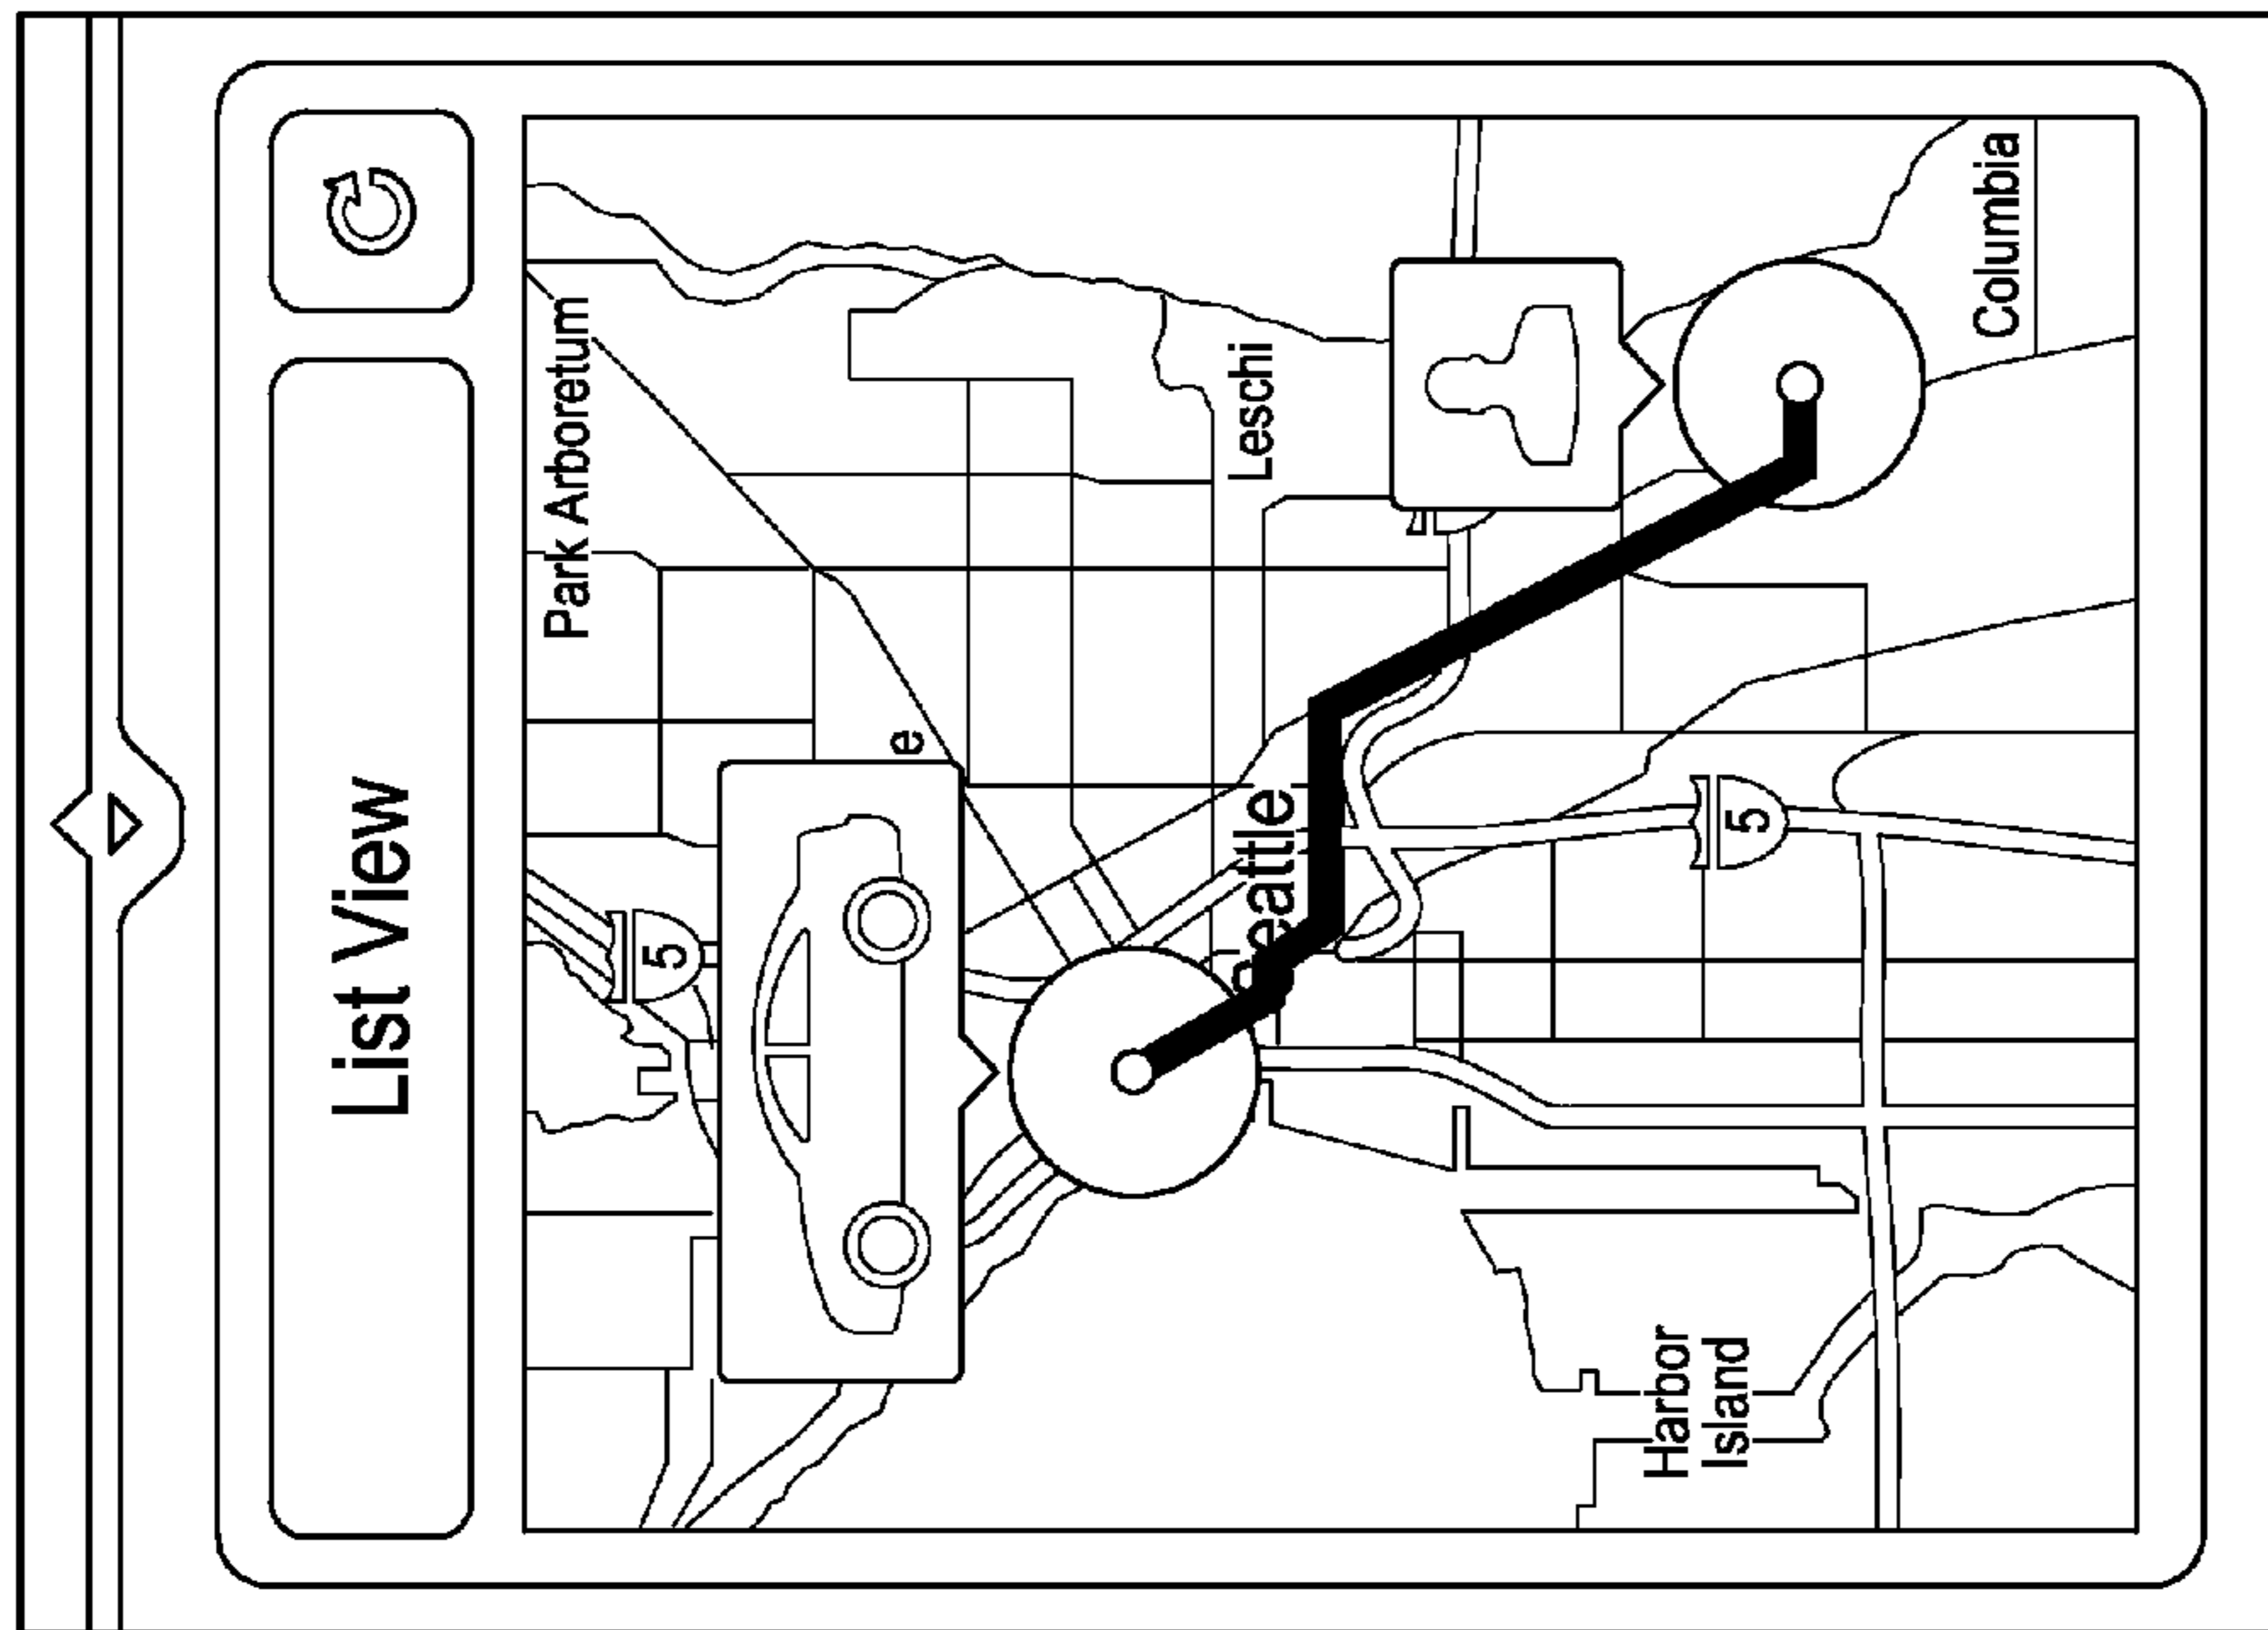 List View
Park Arboretum
5
e
Seattle
Leschi
5
Harbor
Island
Columbia